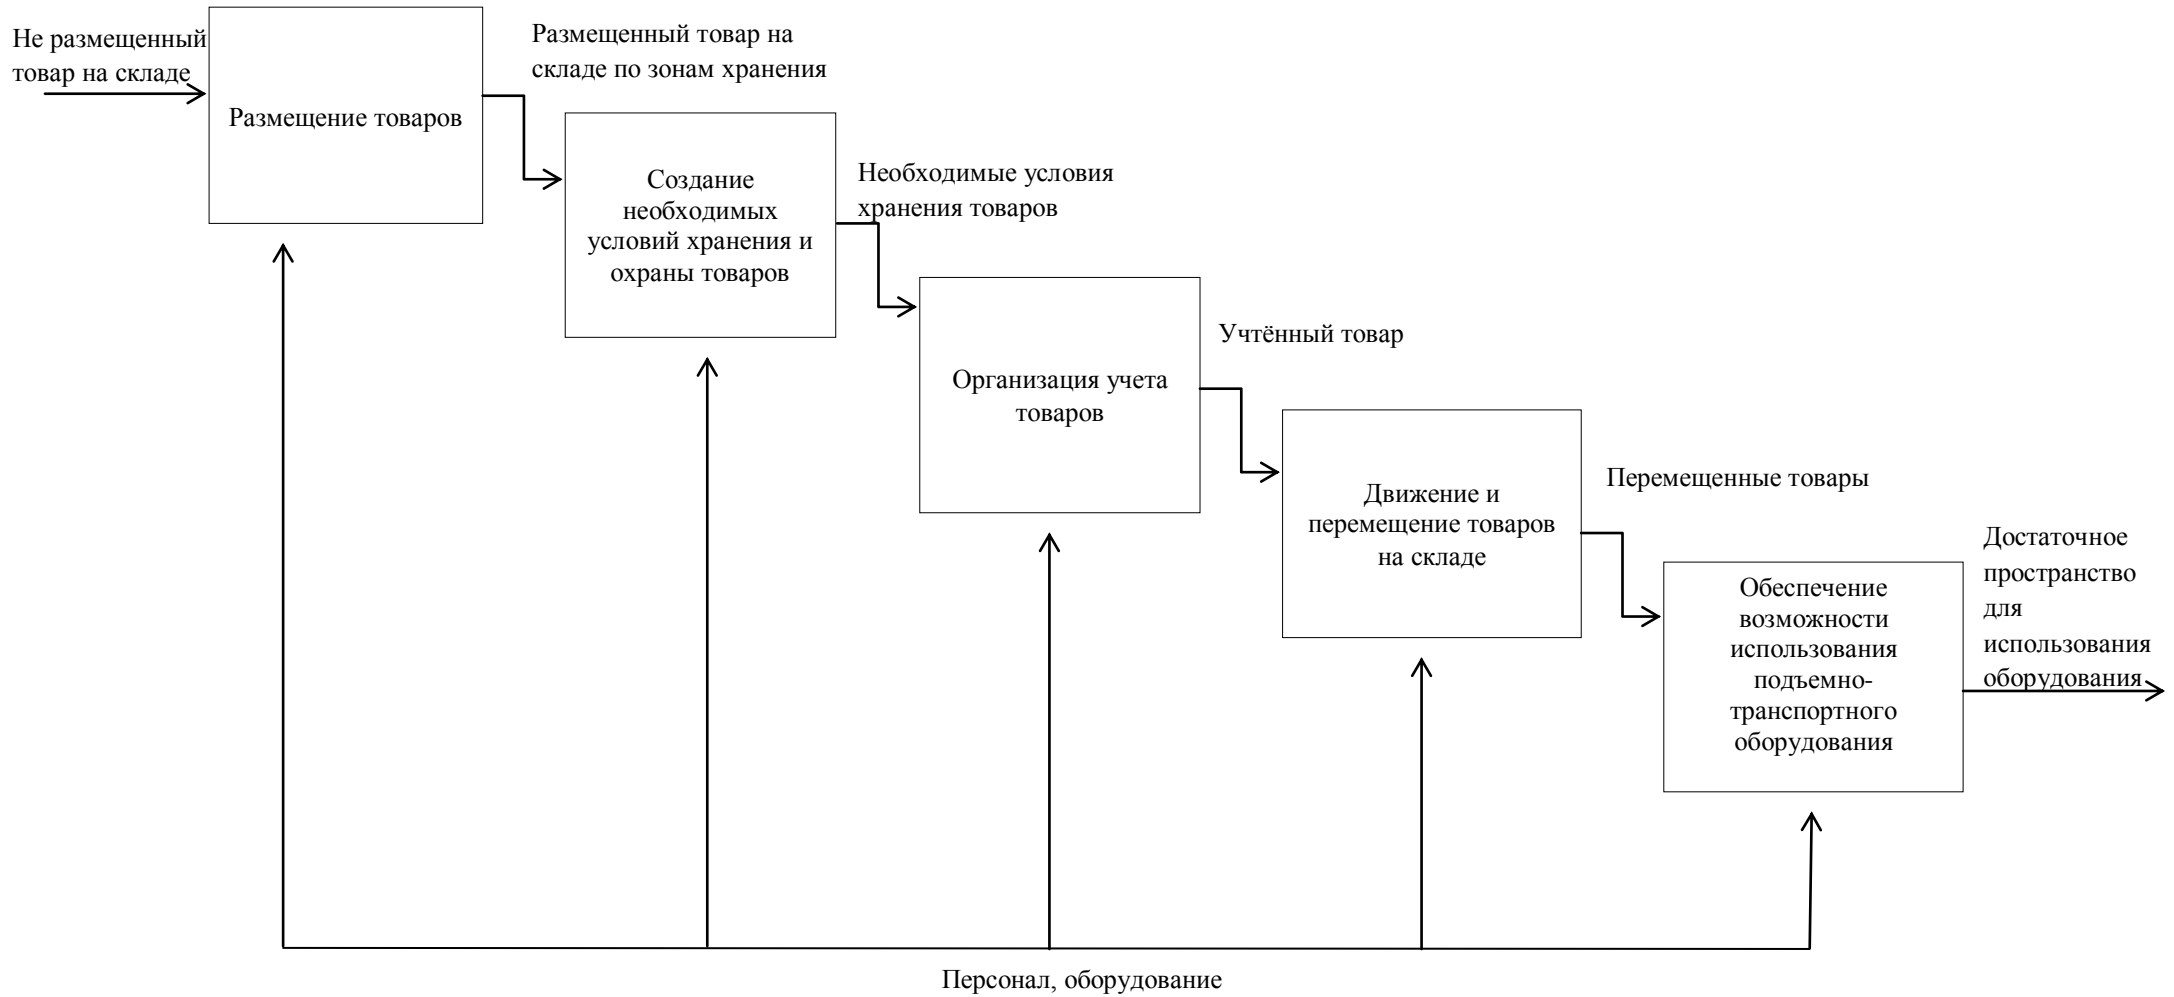 Не размещенный
товар на складе
Размещение товаров
Размещенный товар на
складе по зонам хранения
Создание
необходимых
условий хранения и
охраны товаров
Необходимые условия
хранения товаров
Организация учета
товаров
Учтённый товар
Движение и
перемещение товаров
на складе
Перемещенные товары
Обеспечение
возможности
использования
подъемно-
транспортного
оборудования
Достаточное
пространство
для
использования
оборудования
Персонал, оборудование